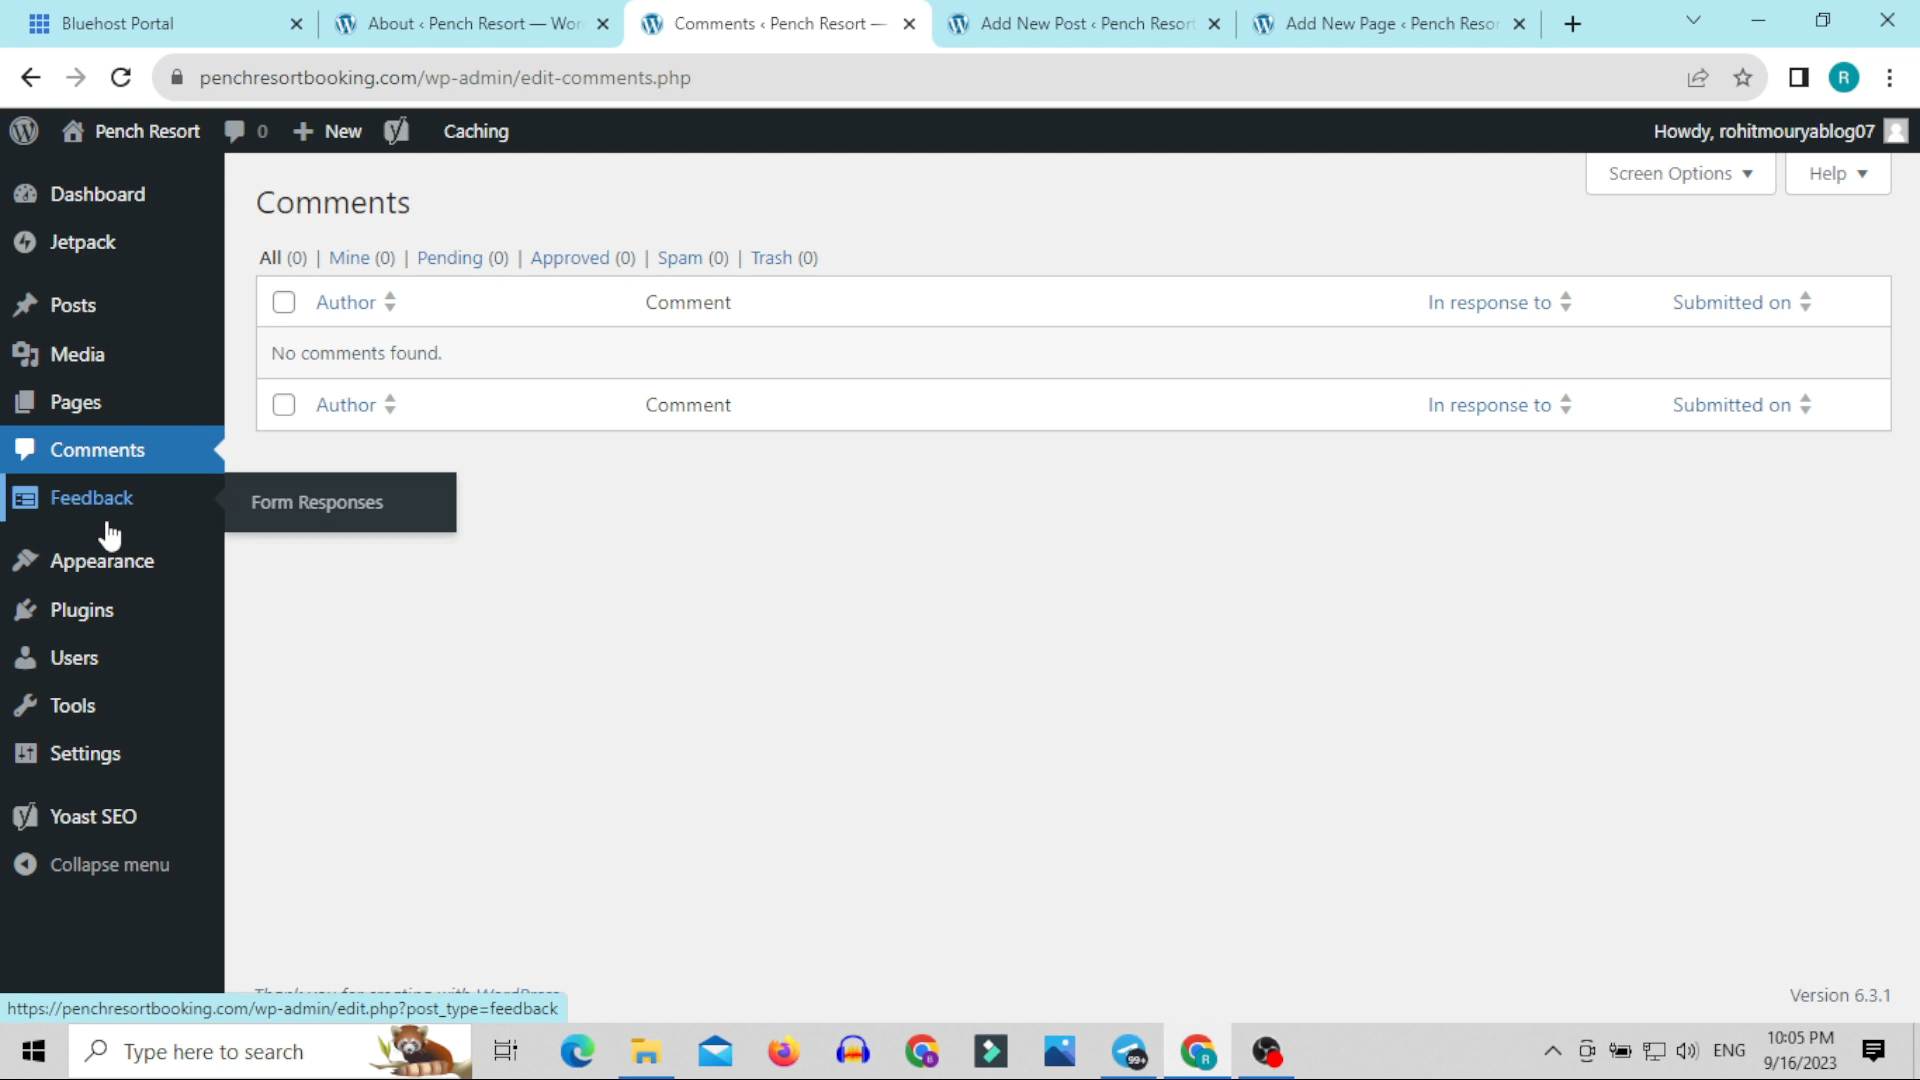 Bluehost Portal
About ‹ Pench Resort — Wor
Comments ‹ Pench Resort —
Add New Post ‹ Pench Resort
Add New Page ‹ Pench Resor
penchresortbooking.com/wp-admin/edit-comments.php
R
Pench Resort
0
New
Caching
Howdy, rohitmouryablog07
Screen Options
Help
Dashboard
Jetpack
Posts
Media
Pages
Comments
Feedback
Form Responses
Appearance
Plugins
Users
Tools
Settings
Yoast SEO
Collapse menu
Comments
All (0) | Mine (0) | Pending (0) | Approved (0) | Spam (0) | Trash (0)
Author Comment In response to Submitted on
No comments found.
Author Comment In response to Submitted on
Version 6.3.1
https://penchresortbooking.com/wp-admin/edit.php?post_type=feedback
Type here to search
99+
ENG
10:05 PM
9/16/2023